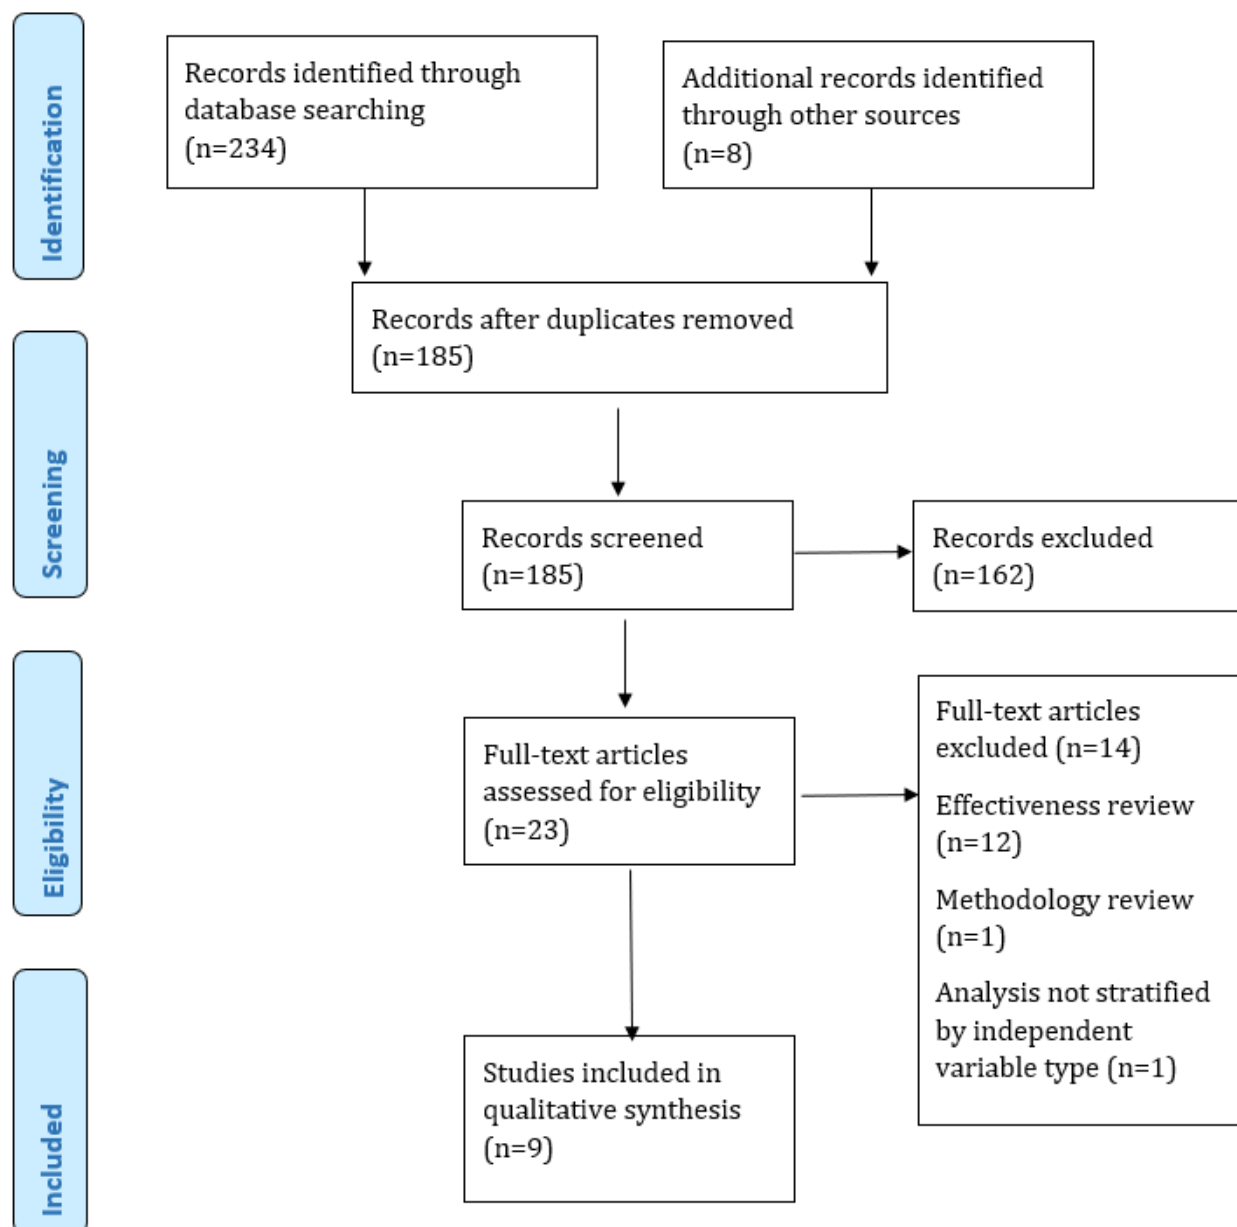 Identification
Records identified through
database searching
(n=234)
Additional records identified
through other sources
(n=8)
Records after duplicates removed
(n=185)
Screening
Records screened
(n=185)
Records excluded
(n=162)
Eligibility
Full-text articles
assessed for eligibility
(n=23)
Full-text articles
excluded (n=14)
Effectiveness review
(n=12)
Methodology review
(n=1)
Analysis not stratified
by independent
variable type (n=1)
Included
Studies included in
qualitative synthesis
(n=9)